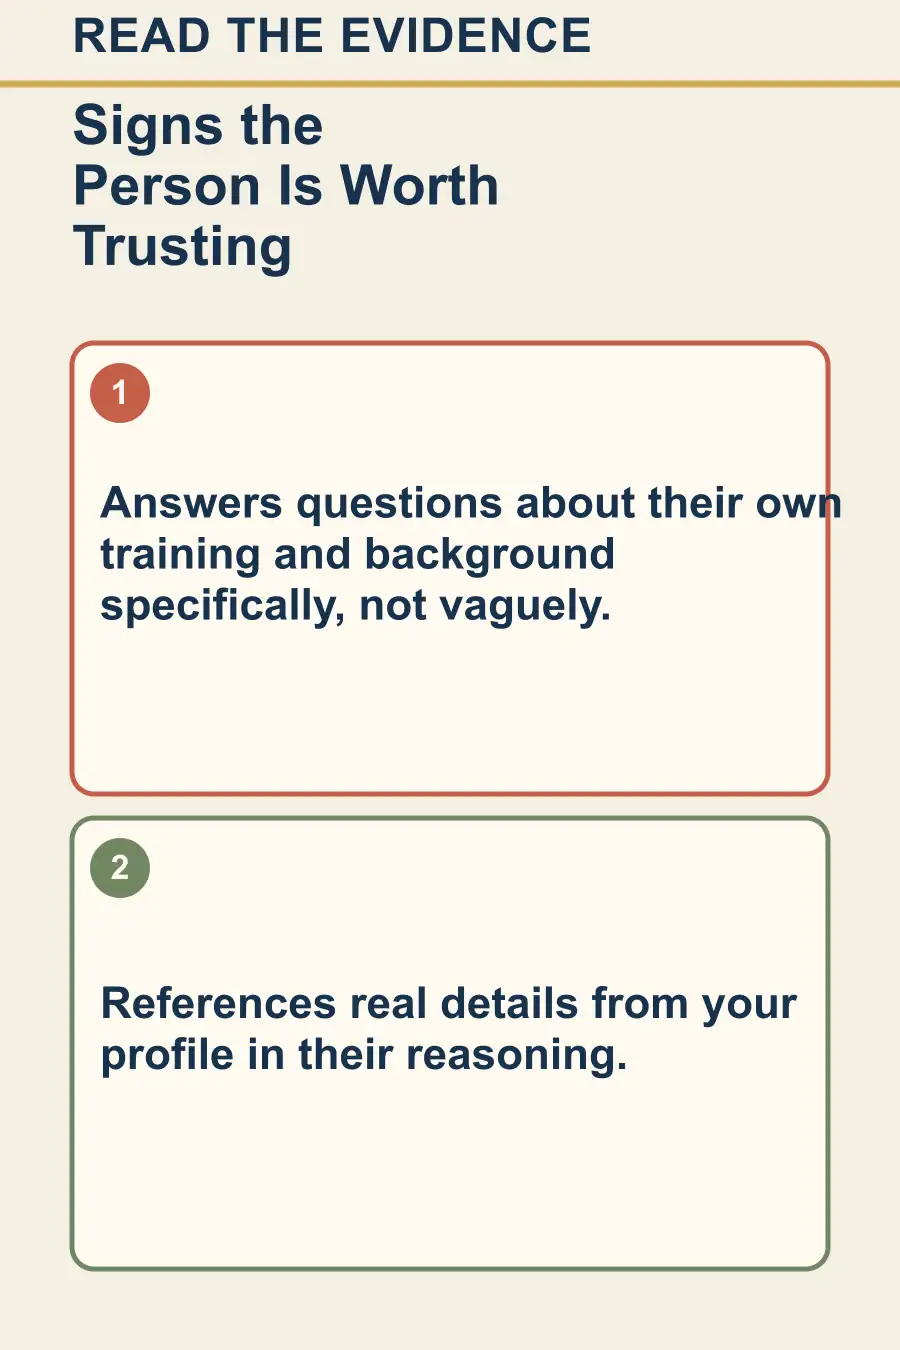 READ THE EVIDENCE
Signs the
Person Is Worth
Trusting
1
Answers questions about their own
training and background
specifically, not vaguely.
2
References real details from your
profile in their reasoning.